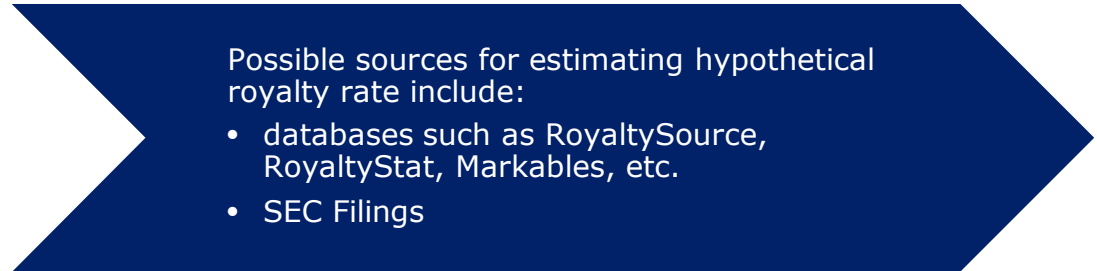 Possible sources for estimating hypothetical
royalty rate include:
• databases such as RoyaltySource,
RoyaltyStat, Markables, etc.
• SEC Filings